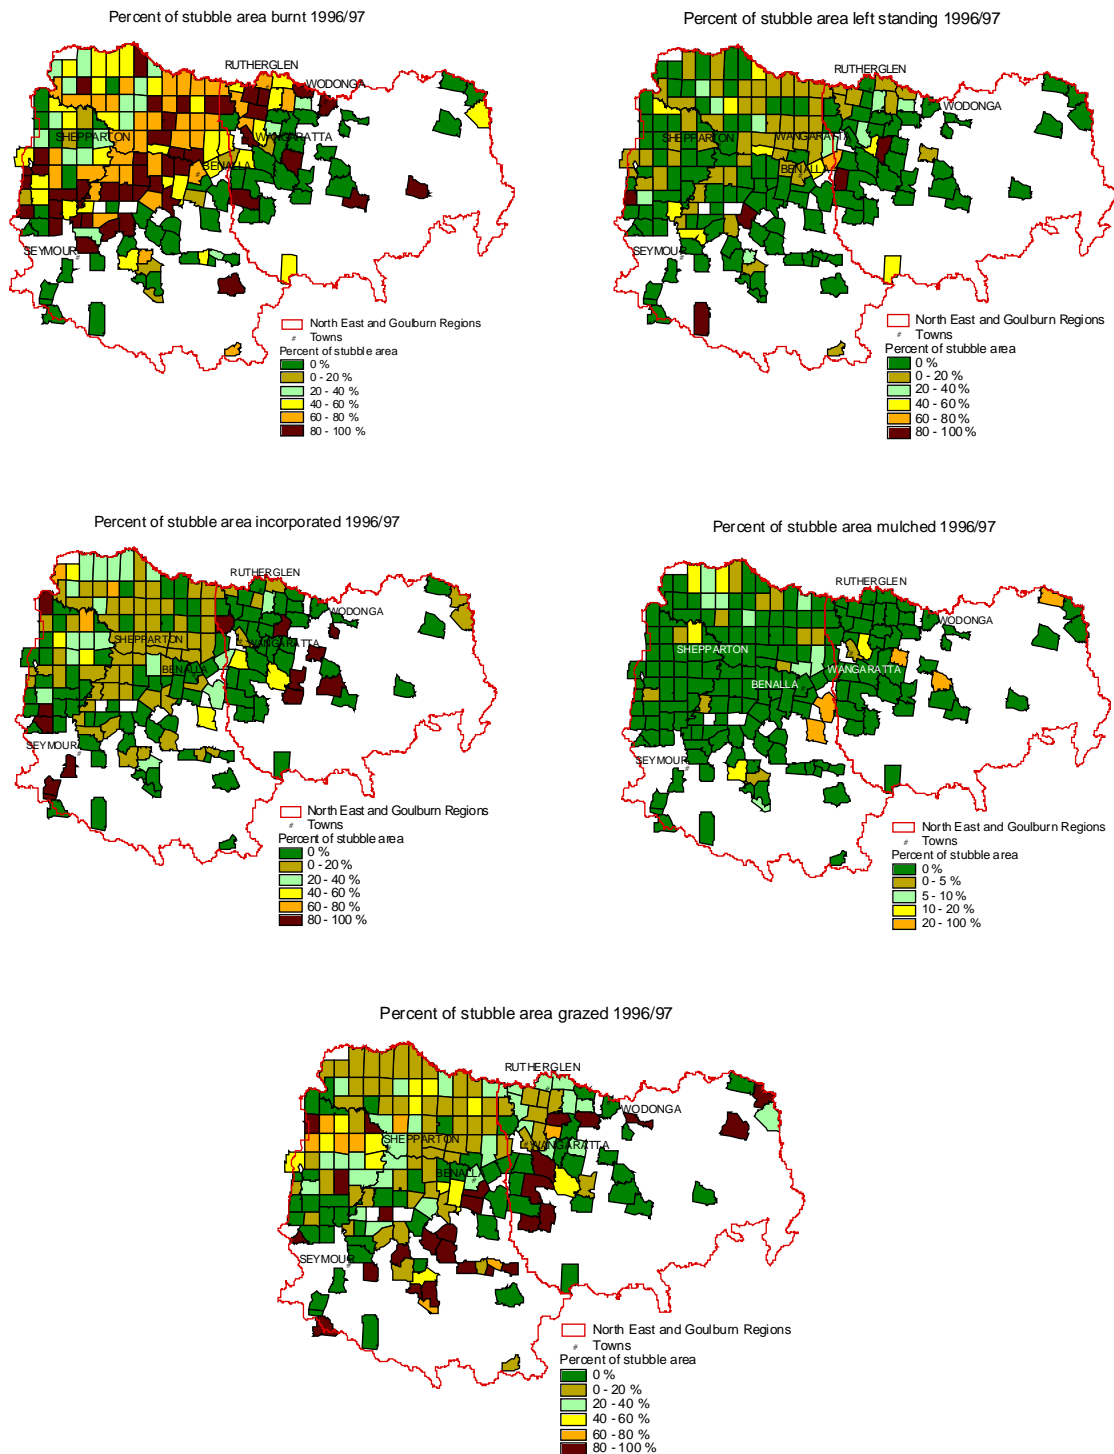 Percent of stubble area burnt 1996/97
RUTHERGLEN
WODONGA
SHEPPARTON
WANGARATTA
BENALLA
SEYMOUR
North East and Goulburn Regions
# Towns
Percent of stubble area
0 %
0 - 20 %
20 - 40 %
40 - 60 %
60 - 80 %
80 - 100 %
Percent of stubble area left standing 1996/97
RUTHERGLEN
WODONGA
SHEPPARTON
WANGARATTA
BENALLA
SEYMOUR
North East and Goulburn Regions
# Towns
Percent of stubble area
0 %
0 - 20 %
20 - 40 %
40 - 60 %
60 - 80 %
80 - 100 %
Percent of stubble area incorporated 1996/97
RUTHERGLEN
WODONGA
SHEPPARTON
WANGARATTA
BENALLA
SEYMOUR
North East and Goulburn Regions
# Towns
Percent of stubble area
0 %
0 - 20 %
20 - 40 %
40 - 60 %
60 - 80 %
80 - 100 %
Percent of stubble area mulched 1996/97
RUTHERGLEN
WODONGA
SHEPPARTON
WANGARATTA
BENALLA
SEYMOUR
North East and Goulburn Regions
# Towns
Percent of stubble area
0 %
0 - 5 %
5 - 10 %
10 - 20 %
20 - 100 %
Percent of stubble area grazed 1996/97
RUTHERGLEN
WODONGA
SHEPPARTON
WANGARATTA
BENALLA
SEYMOUR
North East and Goulburn Regions
# Towns
Percent of stubble area
0 %
0 - 20 %
20 - 40 %
40 - 60 %
60 - 80 %
80 - 100 %